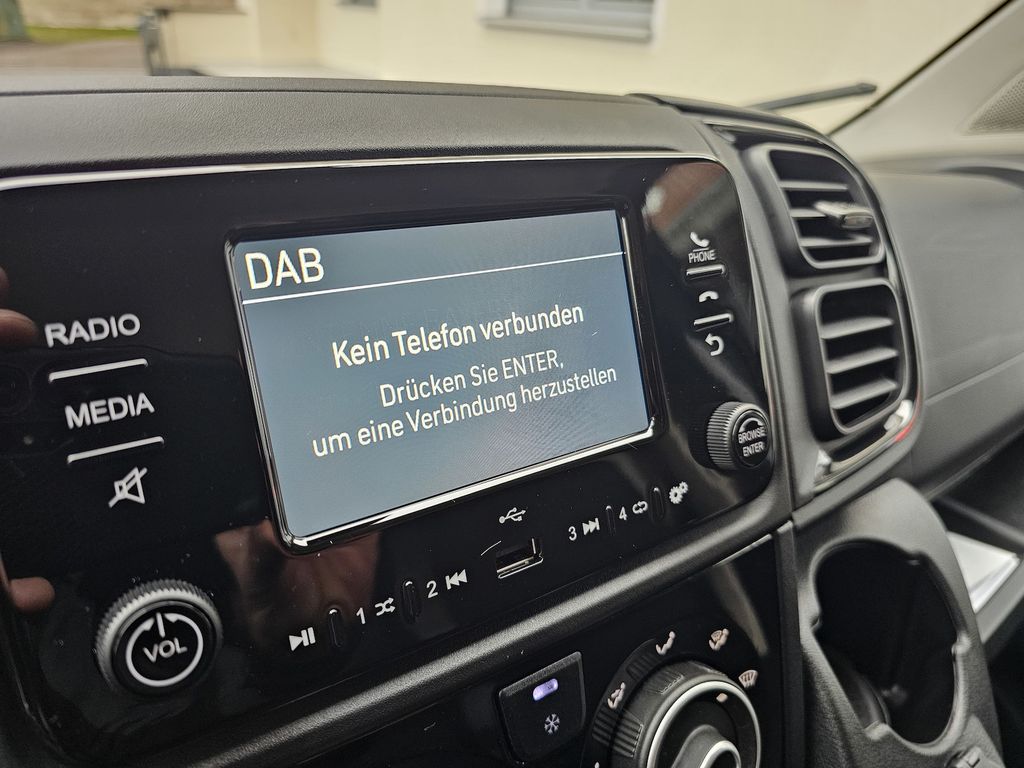 DAB
Kein Telefon verbunden
Drücken Sie ENTER,
um eine Verbindung herzustellen
RADIO
MEDIA
VOL
1
2
3
4
PHONE
BROWSE
ENTER